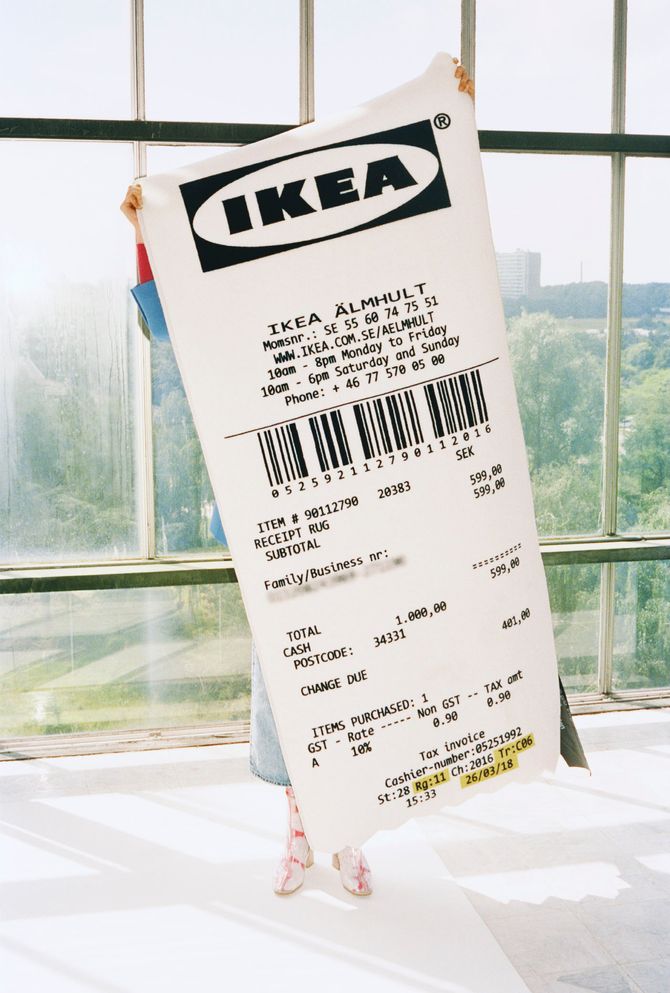 IKEA ®
IKEA ÄLMHULT
Momsnr.: SE 55 60 74 75 51
WWW.IKEA.COM.SE/AELMHULT
10am - 8pm Monday to Friday
10am - 6pm Saturday and Sunday
Phone: + 46 77 570 05 00
052592112790112016
SEK
ITEM # 90112790 20383 599,00
RECEIPT RUG 599,00
SUBTOTAL
Family/Business nr:
==========
599,00
TOTAL 1.000,00
CASH
POSTCODE: 34331 401,00
CHANGE DUE
ITEMS PURCHASED: 1
GST - Rate ----- Non GST -- TAX amt
A 10% 0.90 0.90
Tax invoice
Cashier-number:05251992
St:28 Rg:11 Ch:2016 Tr:C06
15:33 26/03/18